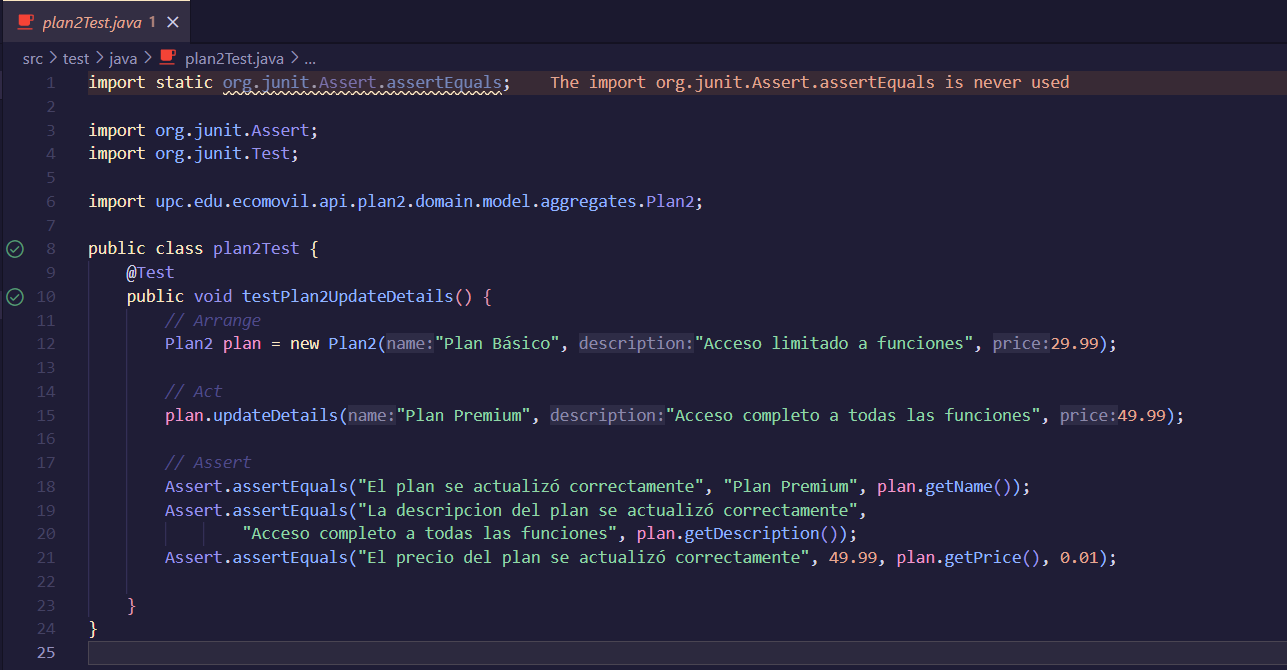 plan2Test.java 1 ✕
src > test > java > plan2Test.java > ...
1 import static org.junit.Assert.assertEquals; The import org.junit.Assert.assertEquals is never used
2
3 import org.junit.Assert;
4 import org.junit.Test;
5
6 import upc.edu.ecomovil.api.plan2.domain.model.aggregates.Plan2;
7
8 public class plan2Test {
9 @Test
10 public void testPlan2UpdateDetails() {
11 // Arrange
12 Plan2 plan = new Plan2(name:"Plan Básico", description:"Acceso limitado a funciones", price:29.99);
13
14 // Act
15 plan.updateDetails(name:"Plan Premium", description:"Acceso completo a todas las funciones", price:49.99);
16
17 // Assert
18 Assert.assertEquals("El plan se actualizó correctamente", "Plan Premium", plan.getName());
19 Assert.assertEquals("La descripcion del plan se actualizó correctamente",
20 "Acceso completo a todas las funciones", plan.getDescription());
21 Assert.assertEquals("El precio del plan se actualizó correctamente", 49.99, plan.getPrice(), 0.01);
22
23 }
24 }
25